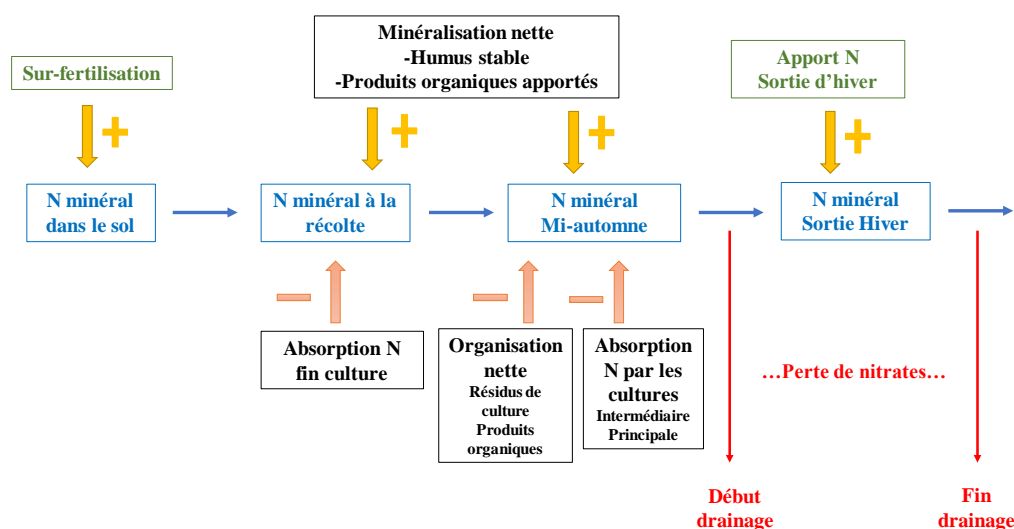 Minéralisation nette
-Humus stable
-Produits organiques apportés
Sur-fertilisation
Apport N
Sortie d’hiver
+
+
+
+
N minéral
dans le sol
N minéral à la
récolte
N minéral
Mi-automne
N minéral
Sortie Hiver
Absorption N
fin culture
Organisation
nette
Résidus de
culture
Produits
organiques
Absorption
N par les
cultures
Intermédiaire
Principale
…Perte de nitrates…
Début
drainage
Fin
drainage